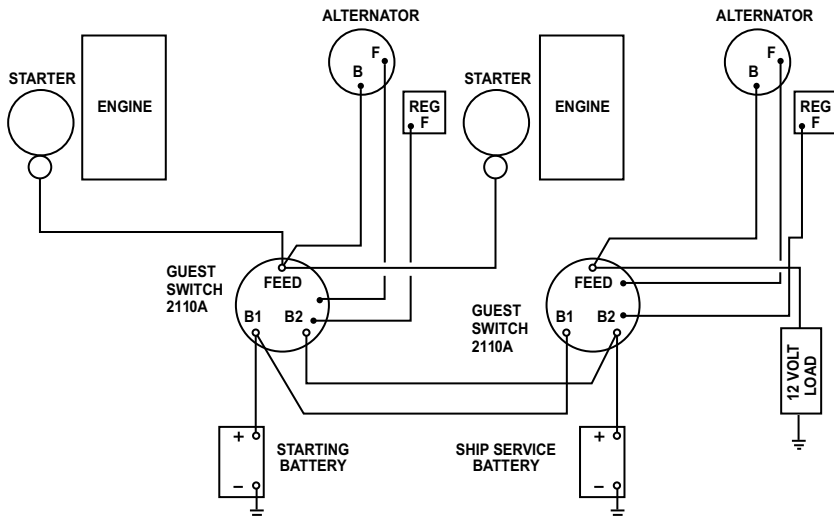 ALTERNATOR
ALTERNATOR
F
B
F
B
STARTER
ENGINE
REG
F
STARTER
ENGINE
REG
F
GUEST
SWITCH
2110A
FEED
B1
B2
GUEST
SWITCH
2110A
FEED
B1
B2
12 VOLT
LOAD
+
–
STARTING
BATTERY
SHIP SERVICE
BATTERY
+
–